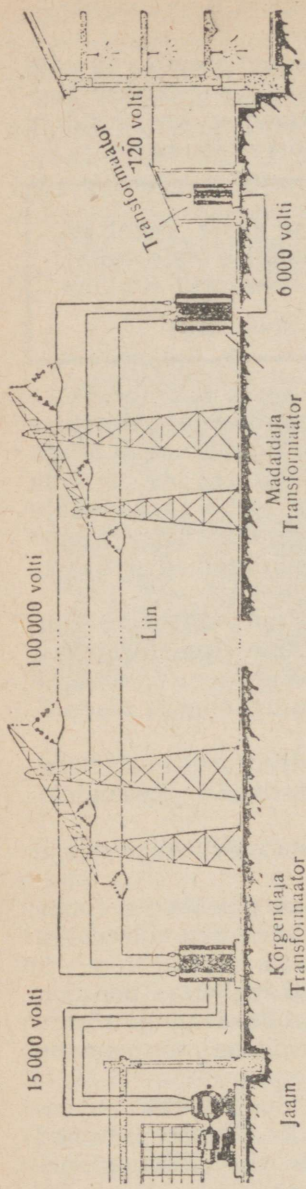 15 000 volti
100 000 volti
Transformaator
120 volti
6 000 volti
Liin
Jaam
Kõrgendaja
Transformaator
Madaldaja
Transformaator